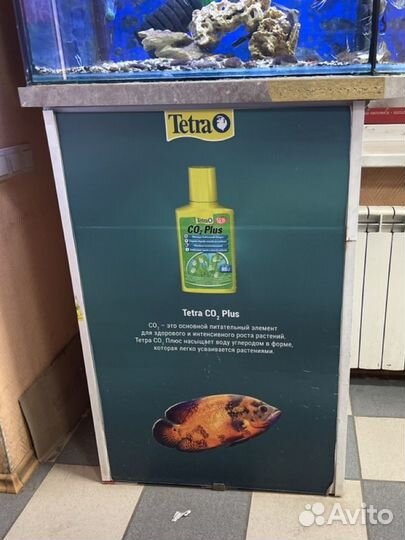 Tetra
Tetra
CO₂ Plus
Tetra CO₂ Plus
CO₂ – это основной питательный элемент
для здорового и интенсивного роста растений.
Тетра CO₂ Плюс насыщает воду углеродом в форме,
которая легко усваивается растениями.
Avito